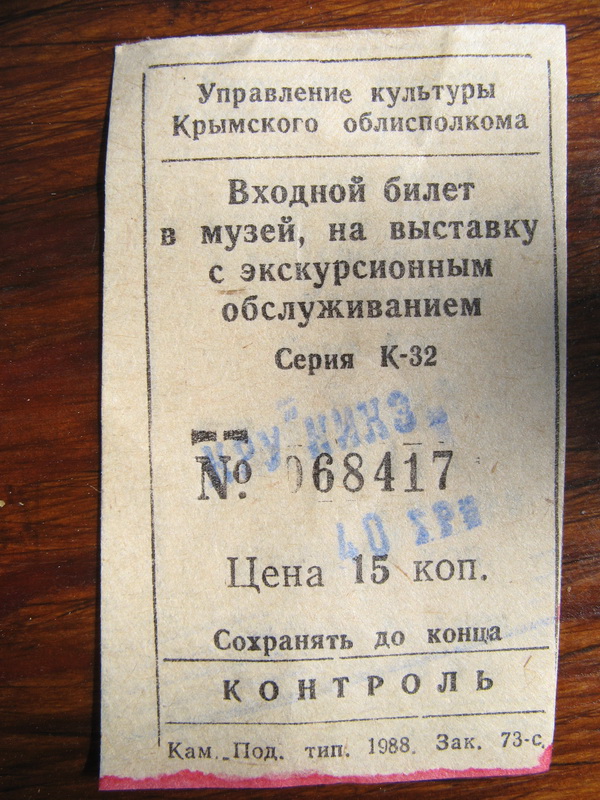 Управление культуры
Крымского облисполкома
Входной билет
в музей, на выставку
с экскурсионным
обслуживанием
Серия К-32
№ 068417
Цена 15 коп.
Сохранять до конца
КОНТРОЛЬ
Кам. Под. тип. 1988. Зак. 73-с.